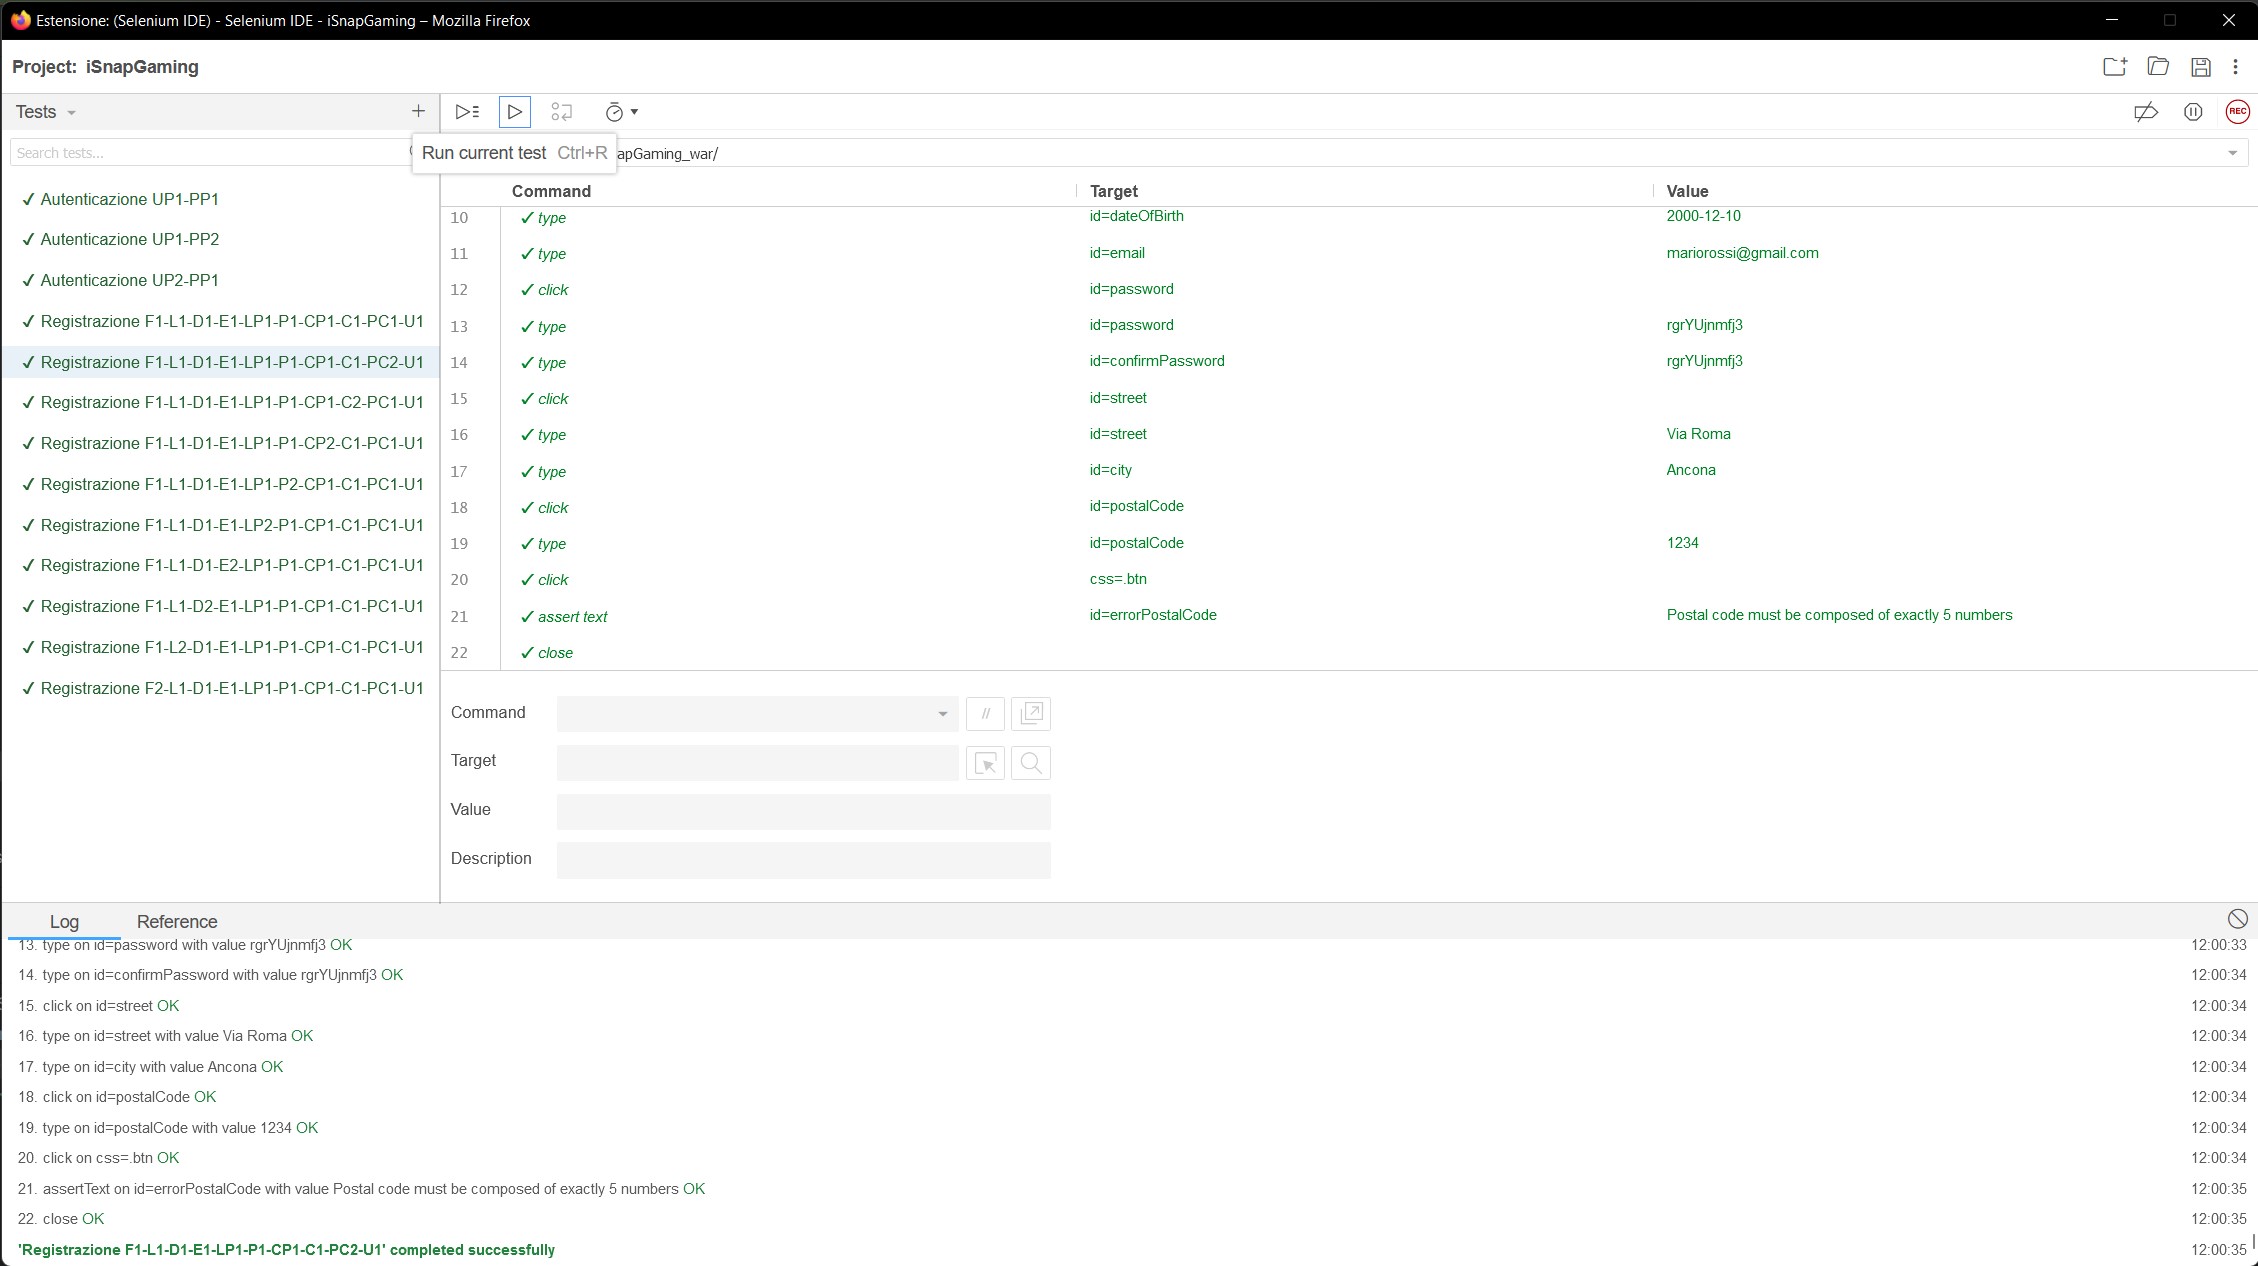 Estensione: (Selenium IDE) - Selenium IDE - iSnapGaming – Mozilla Firefox
Project: iSnapGaming
Tests
Search tests...
Run current test Ctrl+R
apGaming_war/
✓ Autenticazione UP1-PP1
✓ Autenticazione UP1-PP2
✓ Autenticazione UP2-PP1
✓ Registrazione F1-L1-D1-E1-LP1-P1-CP1-C1-PC1-U1
✓ Registrazione F1-L1-D1-E1-LP1-P1-CP1-C1-PC2-U1
✓ Registrazione F1-L1-D1-E1-LP1-P1-CP1-C2-PC1-U1
✓ Registrazione F1-L1-D1-E1-LP1-P1-CP2-C1-PC1-U1
✓ Registrazione F1-L1-D1-E1-LP1-P2-CP1-C1-PC1-U1
✓ Registrazione F1-L1-D1-E1-LP2-P1-CP1-C1-PC1-U1
✓ Registrazione F1-L1-D1-E2-LP1-P1-CP1-C1-PC1-U1
✓ Registrazione F1-L1-D2-E1-LP1-P1-CP1-C1-PC1-U1
✓ Registrazione F1-L2-D1-E1-LP1-P1-CP1-C1-PC1-U1
✓ Registrazione F2-L1-D1-E1-LP1-P1-CP1-C1-PC1-U1
REC
Command Target Value
10 ✓ type id=dateOfBirth 2000-12-10
11 ✓ type id=email mariorossi@gmail.com
12 ✓ click id=password
13 ✓ type id=password rgrYUjnmfj3
14 ✓ type id=confirmPassword rgrYUjnmfj3
15 ✓ click id=street
16 ✓ type id=street Via Roma
17 ✓ type id=city Ancona
18 ✓ click id=postalCode
19 ✓ type id=postalCode 1234
20 ✓ click css=.btn
21 ✓ assert text id=errorPostalCode Postal code must be composed of exactly 5 numbers
22 ✓ close
Command //
Target
Value
Description
Log Reference
13. type on id=password with value rgrYUjnmfj3 OK 12:00:33
14. type on id=confirmPassword with value rgrYUjnmfj3 OK 12:00:34
15. click on id=street OK 12:00:34
16. type on id=street with value Via Roma OK 12:00:34
17. type on id=city with value Ancona OK 12:00:34
18. click on id=postalCode OK 12:00:34
19. type on id=postalCode with value 1234 OK 12:00:34
20. click on css=.btn OK 12:00:34
21. assertText on id=errorPostalCode with value Postal code must be composed of exactly 5 numbers OK 12:00:35
22. close OK 12:00:35
'Registrazione F1-L1-D1-E1-LP1-P1-CP1-C1-PC2-U1' completed successfully 12:00:35